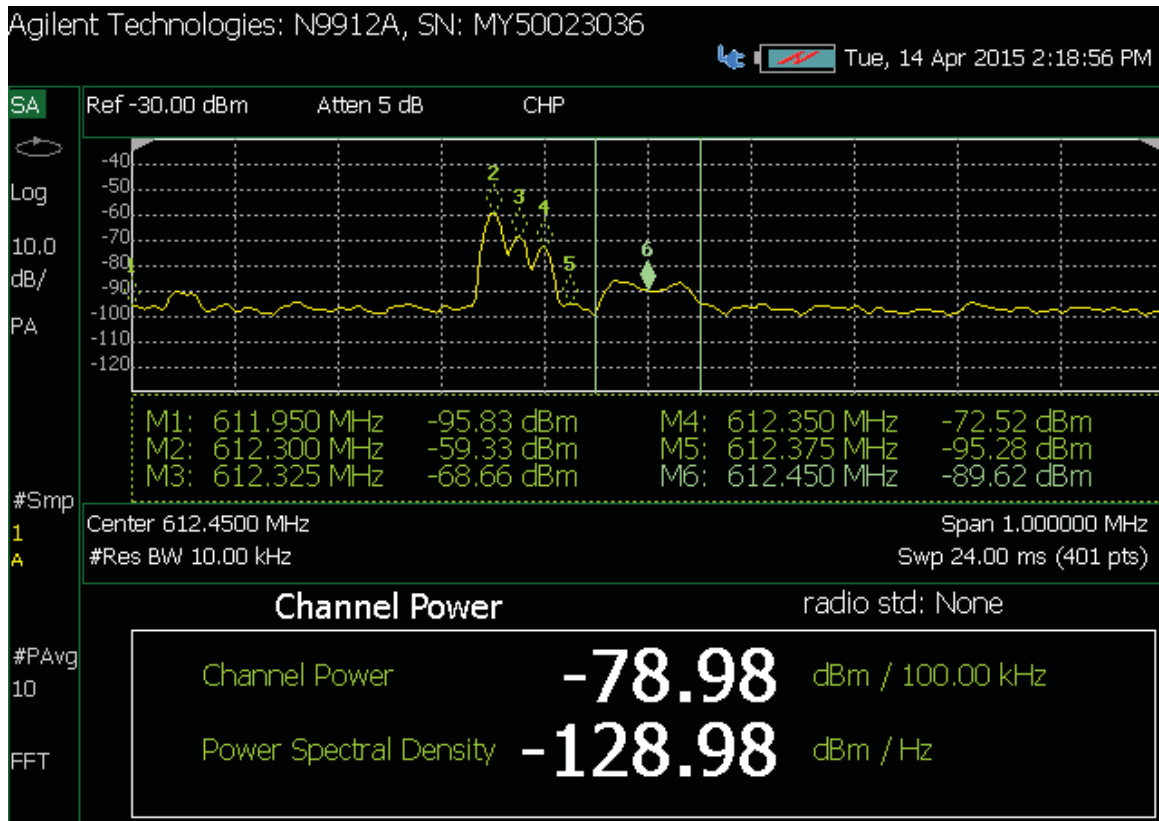 Agilent Technologies: N9912A, SN: MY50023036
Tue, 14 Apr 2015 2:18:56 PM
SA
Ref -30.00 dBm Atten 5 dB CHP
Log
10.0
dB/
PA
-40
-50
-60
-70
-80
-90
-100
-110
-120
1
2
3
4
5
6
M1: 611.950 MHz -95.83 dBm M4: 612.350 MHz -72.52 dBm
M2: 612.300 MHz -59.33 dBm M5: 612.375 MHz -95.28 dBm
M3: 612.325 MHz -68.66 dBm M6: 612.450 MHz -89.62 dBm
#Smp
1
A
Center 612.4500 MHz Span 1.000000 MHz
#Res BW 10.00 kHz Swp 24.00 ms (401 pts)
Channel Power radio std: None
#PAvg
10
Channel Power -78.98 dBm / 100.00 kHz
Power Spectral Density -128.98 dBm / Hz
FFT